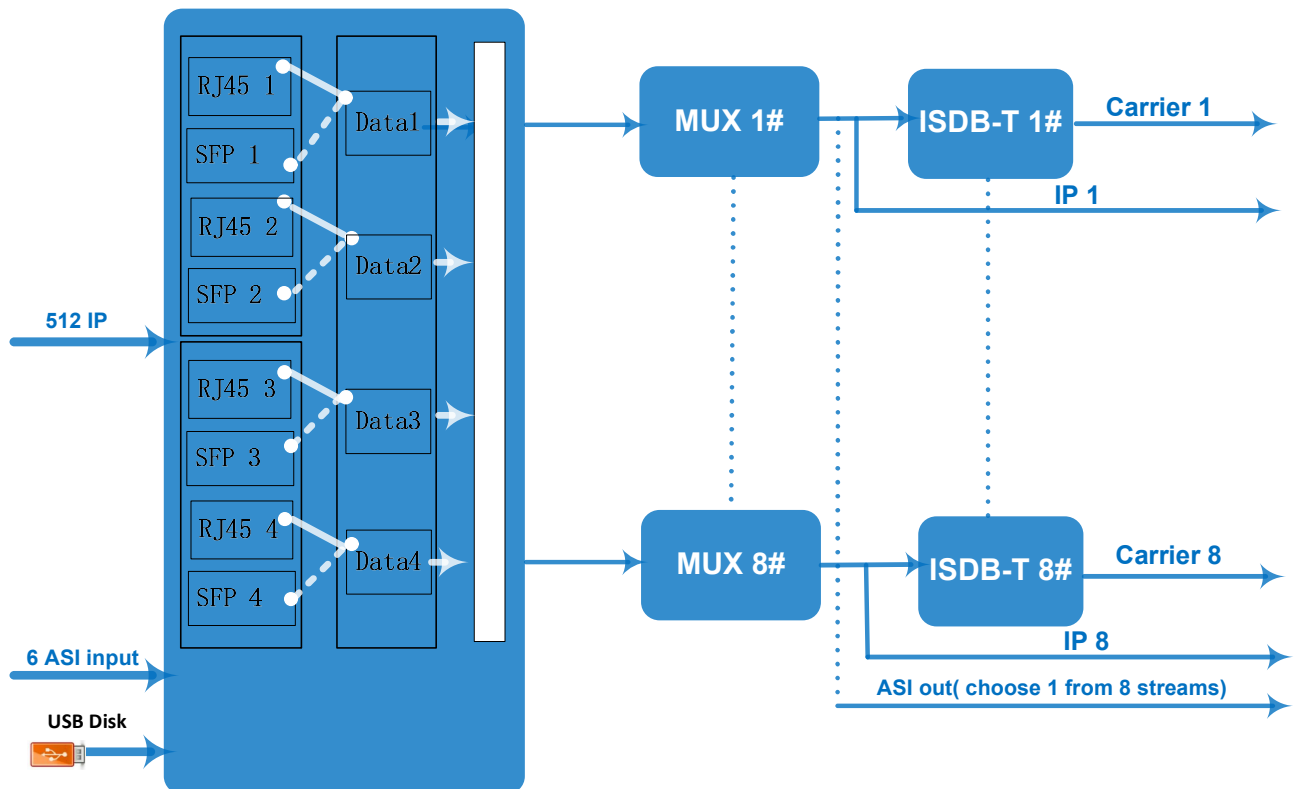 RJ45 1
SFP 1
RJ45 2
SFP 2
RJ45 3
SFP 3
RJ45 4
SFP 4
Data1
Data2
Data3
Data4
512 IP
6 ASI input
USB Disk
MUX 1#
ISDB-T 1#
Carrier 1
IP 1
MUX 8#
ISDB-T 8#
Carrier 8
IP 8
ASI out( choose 1 from 8 streams)